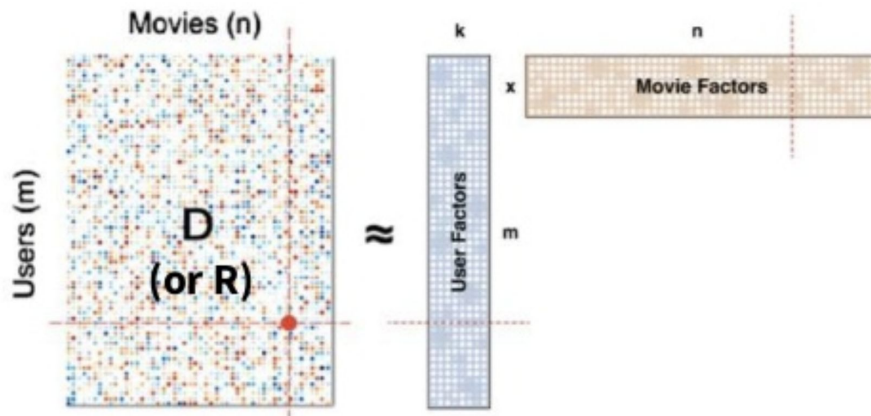 Movies (n)
Users (m)
D
(or R)
≈
k
User Factors
m
x
n
Movie Factors